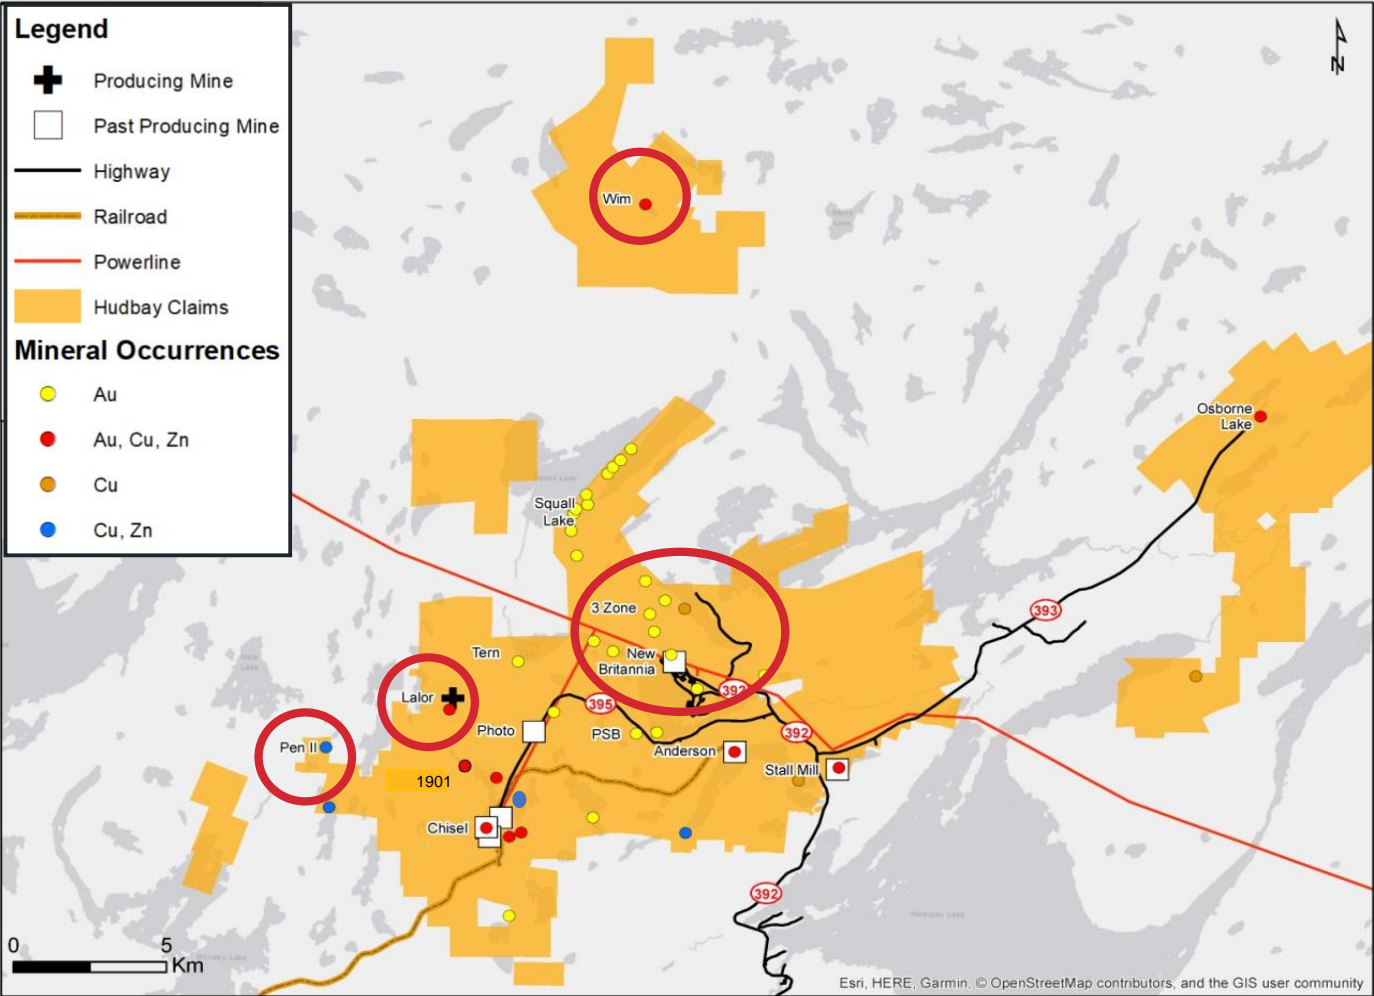 Legend
Producing Mine
Past Producing Mine
Highway
Railroad
Powerline
Hudbay Claims
Mineral Occurrences
Au
Au, Cu, Zn
Cu
Cu, Zn
N
Wim
Osborne
Lake
Squall
Lake
3 Zone
393
New
Britannia
Tern
Lalor
392
395
Photo
PSB
392
Pen II
Anderson
Stall Mill
1901
Chisel
392
0
5
Km
Esri, HERE, Garmin, © OpenStreetMap contributors, and the GIS user community